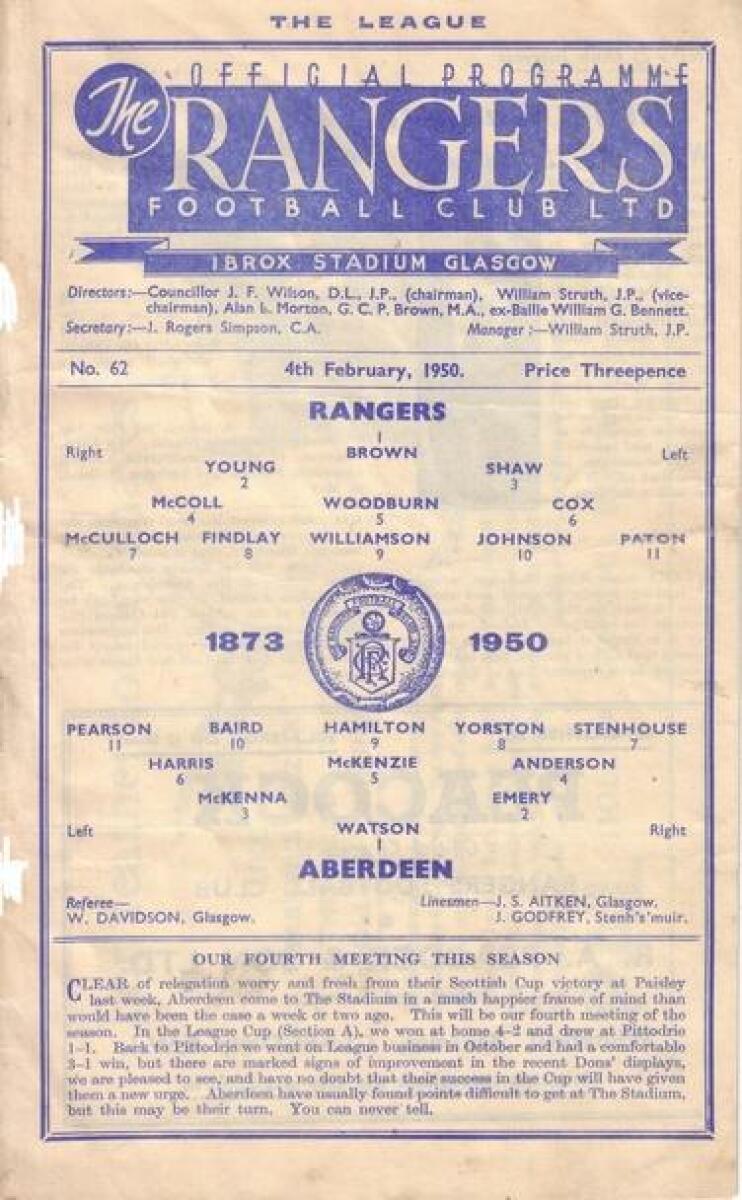 THE LEAGUE
OFFICIAL PROGRAMME
The RANGERS
FOOTBALL CLUB LTD
IBROX STADIUM GLASGOW
Directors:—Councillor J. F. Wilson, D.L., J.P., (chairman), William Struth, J.P., (vice-
chairman), Alan L. Morton, G. C. P. Brown, M.A., ex-Bailie William G. Bennett.
Secretary:—J. Rogers Simpson, C.A. Manager:—William Struth, J.P.
No. 62 4th February, 1950. Price Threepence
RANGERS
1
Right BROWN Left
YOUNG SHAW
2 3
McCOLL WOODBURN COX
4 5 6
McCULLOCH FINDLAY WILLIAMSON JOHNSON PATON
7 8 9 10 11
1873 1950
PEARSON BAIRD HAMILTON YORSTON STENHOUSE
11 10 9 8 7
HARRIS McKENZIE ANDERSON
6 5 4
McKENNA EMERY
3 2
Left WATSON Right
1
ABERDEEN
Referee— Linesmen—J. S. AITKEN, Glasgow.
W. DAVIDSON, Glasgow. J. GODFREY, Stenh's'muir.
OUR FOURTH MEETING THIS SEASON
CLEAR of relegation worry and fresh from their Scottish Cup victory at Paisley
last week, Aberdeen come to The Stadium in a much happier frame of mind than
would have been the case a week or two ago. This will be our fourth meeting of the
season. In the League Cup (Section A), we won at home 4-2 and drew at Pittodrie
1-1. Back to Pittodrie we went on League business in October and had a comfortable
3-1 win, but there are marked signs of improvement in the recent Dons' displays,
we are pleased to see, and have no doubt that their success in the Cup will have given
them a new urge. Aberdeen have usually found points difficult to get at The Stadium,
but this may be their turn. You can never tell.